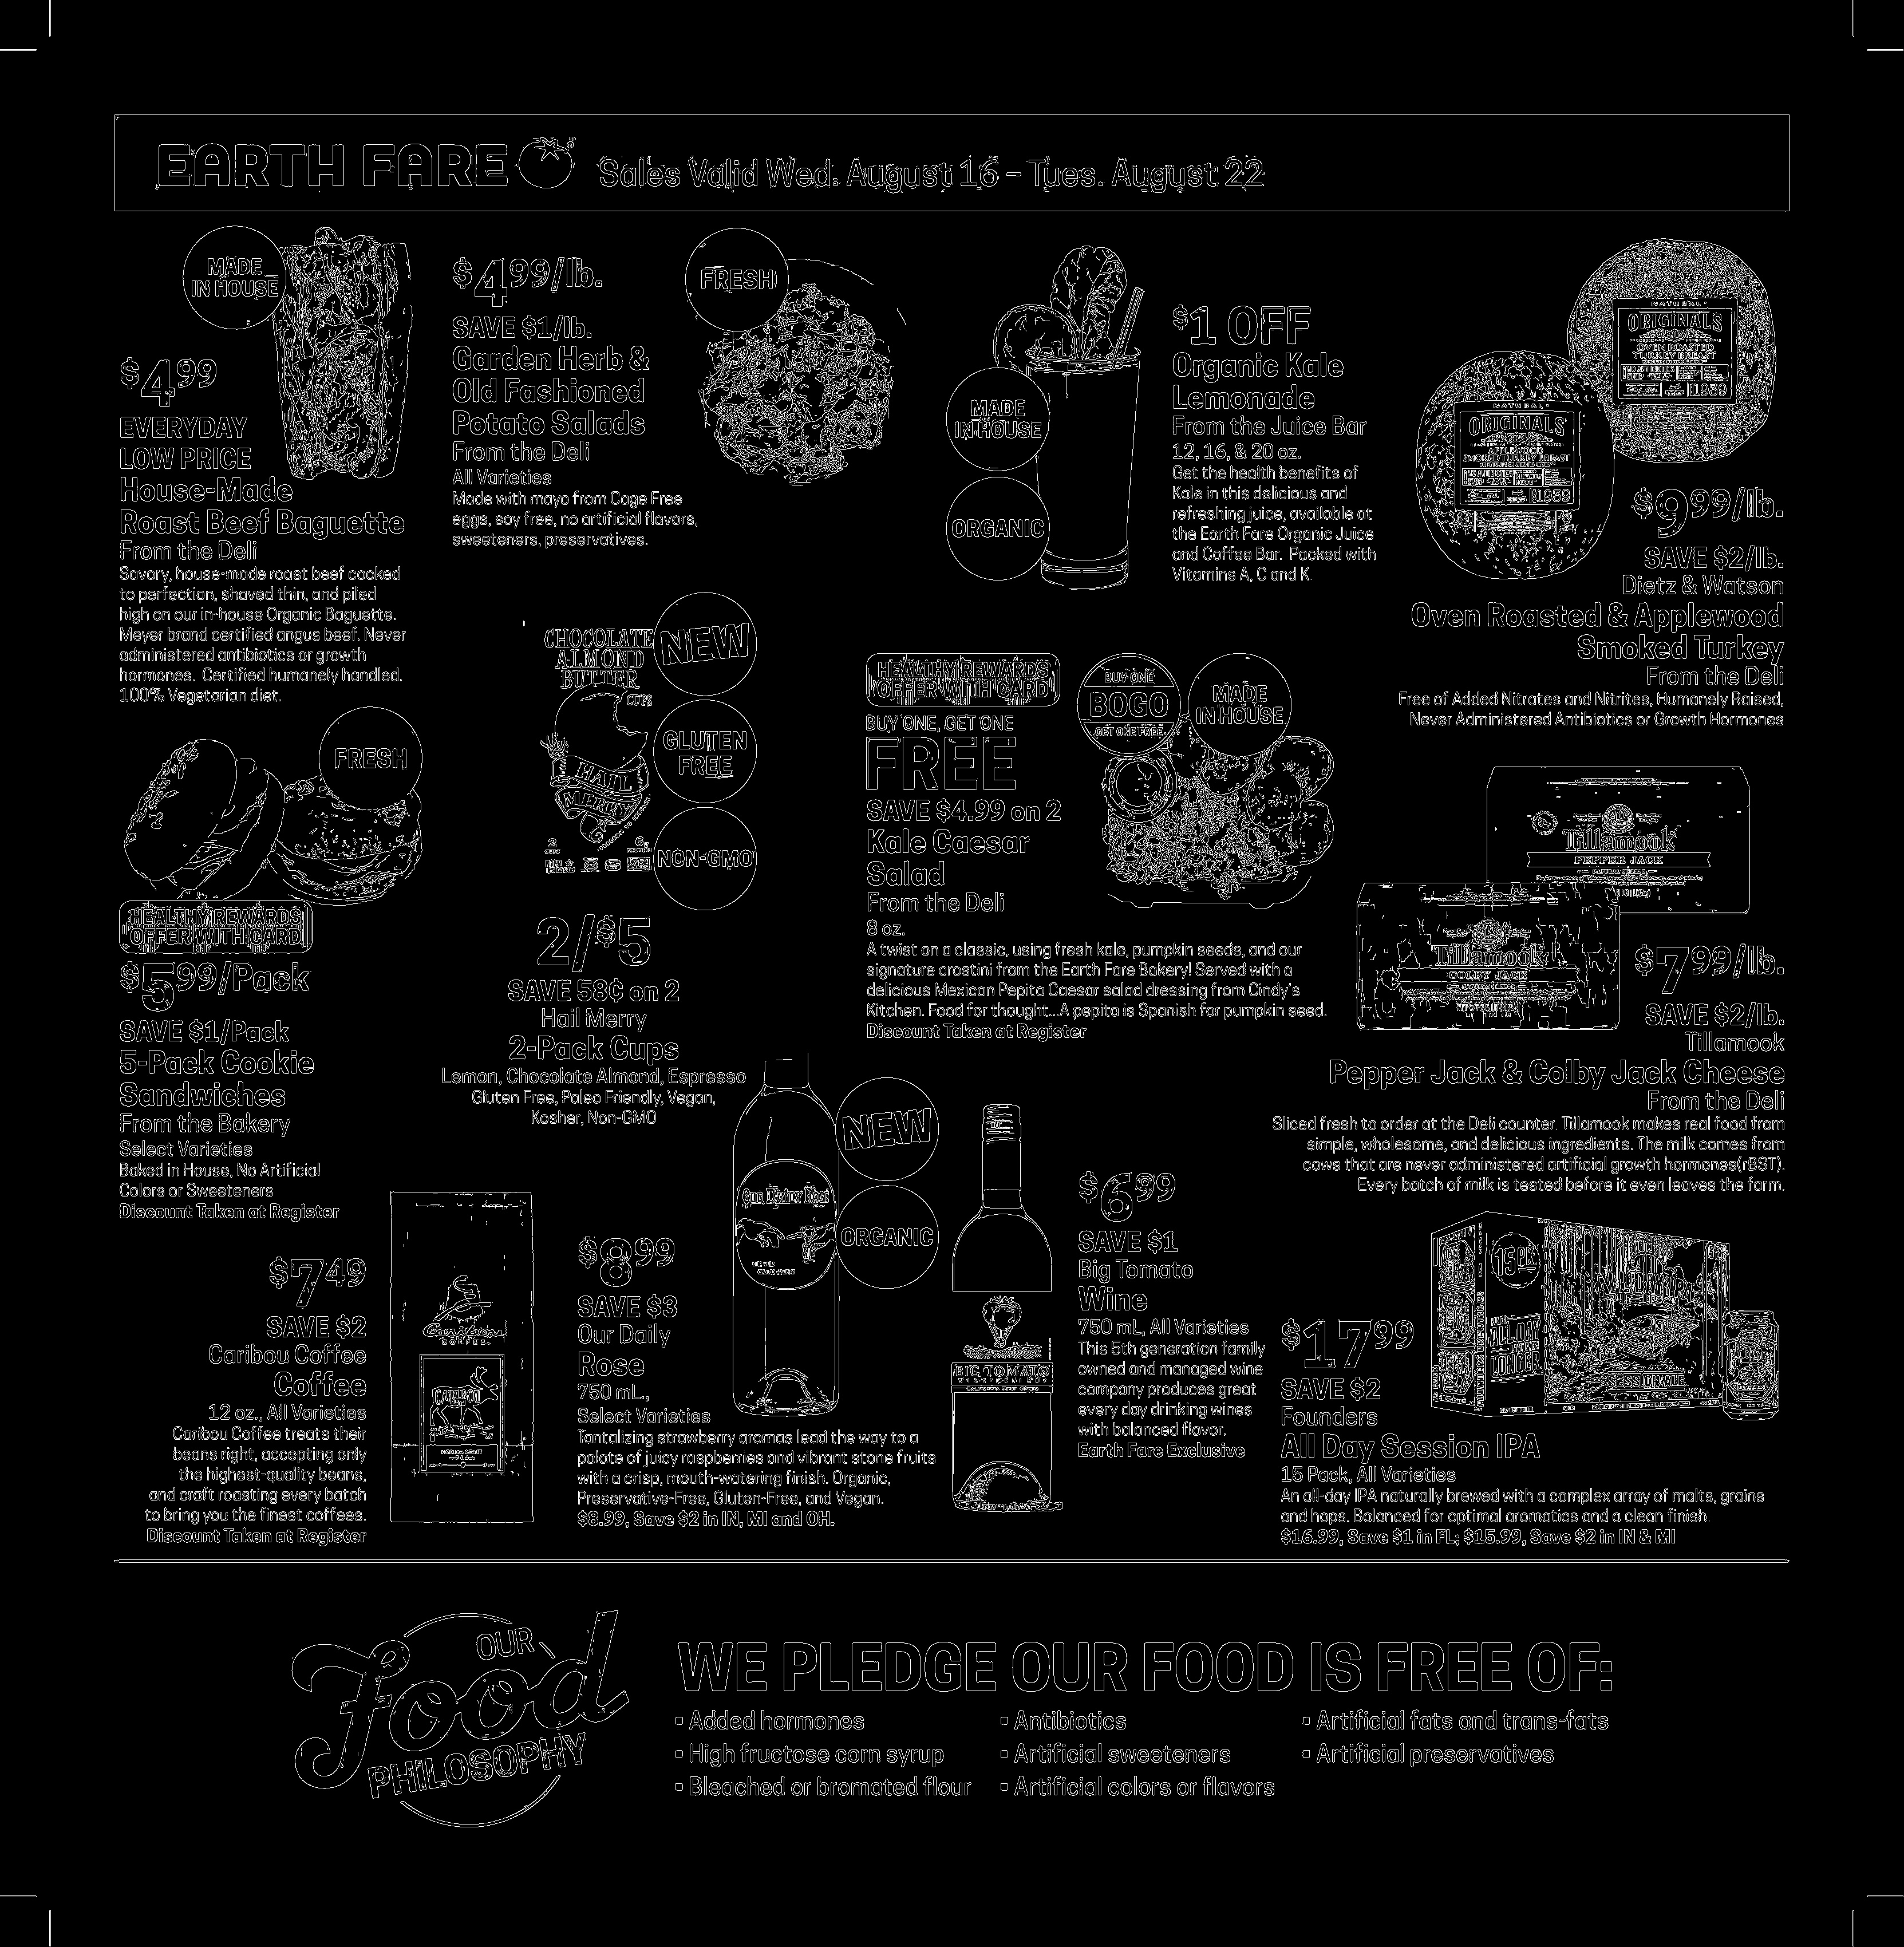 EARTH FARE
Sales Valid Wed. August 16 – Tues. August 22
MADE
IN HOUSE
$4.99
EVERYDAY
LOW PRICE
House-Made
Roast Beef Baguette
From the Deli
Savory, house-made roast beef cooked
to perfection, shaved thin, and piled
high on our in-house Organic Baguette.
Meyer brand certified angus beef. Never
administered antibiotics or growth
hormones. Certified humanely handled.
100% Vegetarian diet.
$4.99/lb.
SAVE $1/lb.
Garden Herb &
Old Fashioned
Potato Salads
From the Deli
All Varieties
Made with mayo from Cage Free
eggs, soy free, no artificial flavors,
sweeteners, preservatives.
FRESH
MADE
IN HOUSE
ORGANIC
$1 OFF
Organic Kale
Lemonade
From the Juice Bar
12, 16, & 20 oz.
Get the health benefits of
Kale in this delicious and
refreshing juice, available at
the Earth Fare Organic Juice
and Coffee Bar. Packed with
Vitamins A, C and K.
NATURAL
ORIGINALS
OVEN ROASTED
TURKEY BREAST
1939
NATURAL
ORIGINALS
APPLEWOOD
SMOKED TURKEY BREAST
1939
$9.99/lb.
SAVE $2/lb.
Dietz & Watson
Oven Roasted & Applewood
Smoked Turkey
From the Deli
Free of Added Nitrates and Nitrites, Humanely Raised,
Never Administered Antibiotics or Growth Hormones
FRESH
HEALTHY REWARDS
OFFER WITH CARD
$5.99/Pack
SAVE $1/Pack
5-Pack Cookie
Sandwiches
From the Bakery
Select Varieties
Baked in House, No Artificial
Colors or Sweeteners
Discount Taken at Register
CHOCOLATE
ALMOND
BUTTER
CUPS
HAIL
MERRY
NEW
GLUTEN
FREE
NON-GMO
2/$5
SAVE 58¢ on 2
Hail Merry
2-Pack Cups
Lemon, Chocolate Almond, Espresso
Gluten Free, Paleo Friendly, Vegan,
Kosher, Non-GMO
HEALTHY REWARDS
OFFER WITH CARD
BUY ONE
BOGO
GET ONE FREE
MADE
IN HOUSE
BUY ONE, GET ONE
FREE
SAVE $4.99 on 2
Kale Caesar
Salad
From the Deli
8 oz.
A twist on a classic, using fresh kale, pumpkin seeds, and our
signature crostini from the Earth Fare Bakery! Served with a
delicious Mexican Pepita Caesar salad dressing from Cindy's
Kitchen. Food for thought...A pepita is Spanish for pumpkin seed.
Discount Taken at Register
Tillamook
PEPPER JACK
Tillamook
COLBY JACK
$7.99/lb.
SAVE $2/lb.
Tillamook
Pepper Jack & Colby Jack Cheese
From the Deli
Sliced fresh to order at the Deli counter. Tillamook makes real food from
simple, wholesome, and delicious ingredients. The milk comes from
cows that are never administered artificial growth hormones(rBST).
Every batch of milk is tested before it even leaves the farm.
$7.49
SAVE $2
Caribou Coffee
Coffee
12 oz., All Varieties
Caribou Coffee treats their
beans right, accepting only
the highest-quality beans,
and craft roasting every batch
to bring you the finest coffees.
Discount Taken at Register
Caribou
COFFEE
CARIBOU
$8.99
SAVE $3
Our Daily
Rose
750 mL.,
Select Varieties
Tantalizing strawberry aromas lead the way to a
palate of juicy raspberries and vibrant stone fruits
with a crisp, mouth-watering finish. Organic,
Preservative-Free, Gluten-Free, and Vegan.
$8.99, Save $2 in IN, MI and OH.
OUR DAILY ROSÉ
NEW
ORGANIC
BIG TOMATO
$6.99
SAVE $1
Big Tomato
Wine
750 mL, All Varieties
This 5th generation family
owned and managed wine
company produces great
every day drinking wines
with balanced flavor.
Earth Fare Exclusive
15PK
ALL DAY
LONGER
ALL DAY IPA
SESSION ALE
$17.99
SAVE $2
Founders
All Day Session IPA
15 Pack, All Varieties
An all-day IPA naturally brewed with a complex array of malts, grains
and hops. Balanced for optimal aromatics and a clean finish.
$16.99, Save $1 in FL; $15.99, Save $2 in IN & MI
OUR
Food
PHILOSOPHY
WE PLEDGE OUR FOOD IS FREE OF:
• Added hormones
• High fructose corn syrup
• Bleached or bromated flour
• Antibiotics
• Artificial sweeteners
• Artificial colors or flavors
• Artificial fats and trans-fats
• Artificial preservatives